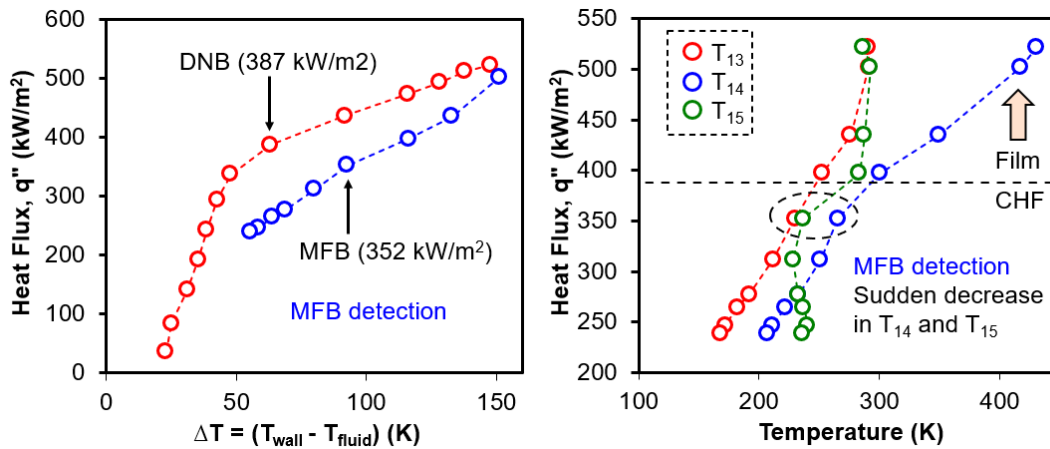 600
500
400
300
200
100
0
Heat Flux, q" (kW/m²)
DNB (387 kW/m2)
MFB (352 kW/m²)
MFB detection
0
50
100
150
ΔT = (T_wall - T_fluid) (K)
550
500
450
400
350
300
250
200
Heat Flux, q" (kW/m²)
T₁₃
T₁₄
T₁₅
Film
CHF
MFB detection
Sudden decrease
in T₁₄ and T₁₅
100
200
300
400
Temperature (K)